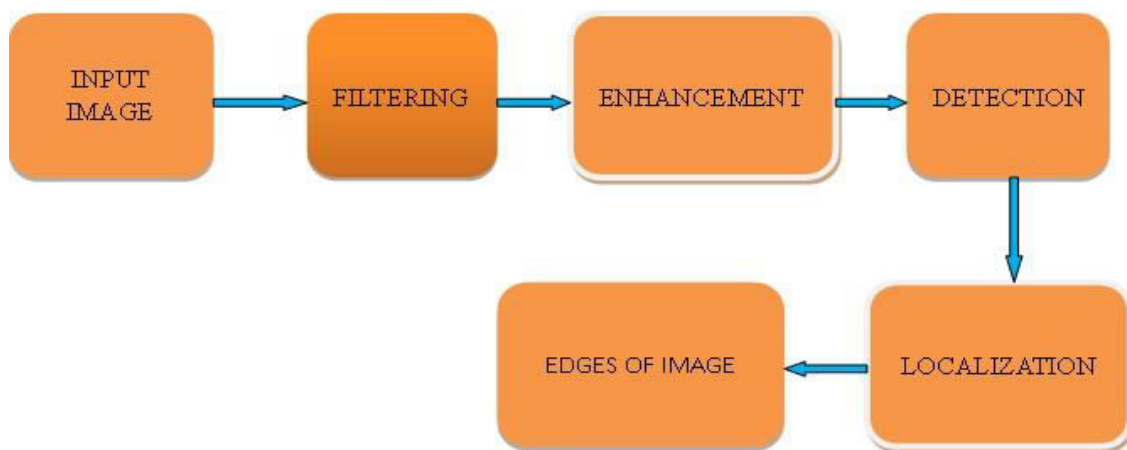 INPUT
IMAGE
FILTERING
ENHANCEMENT
DETECTION
LOCALIZATION
EDGES OF IMAGE